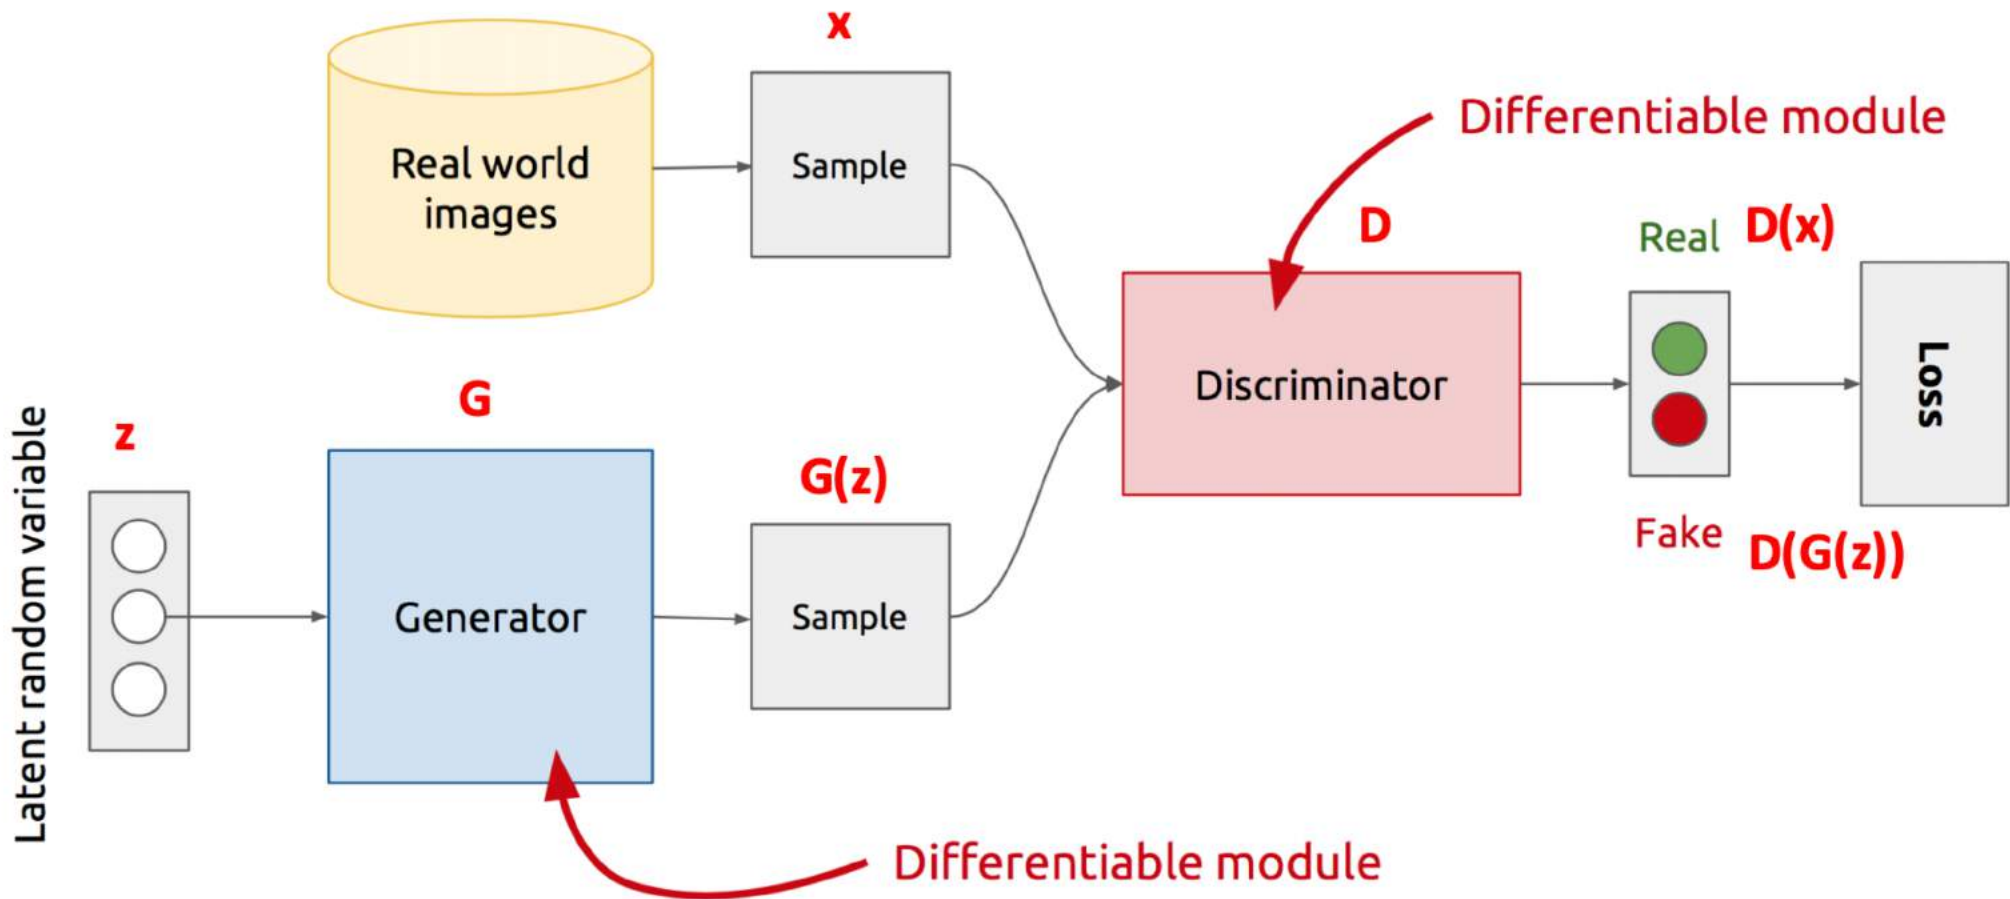 x
Real world
images
Sample
Differentiable module
D
Real
D(x)
Discriminator
Loss
Fake
D(G(z))
Latent random variable
z
G
Generator
G(z)
Sample
Differentiable module